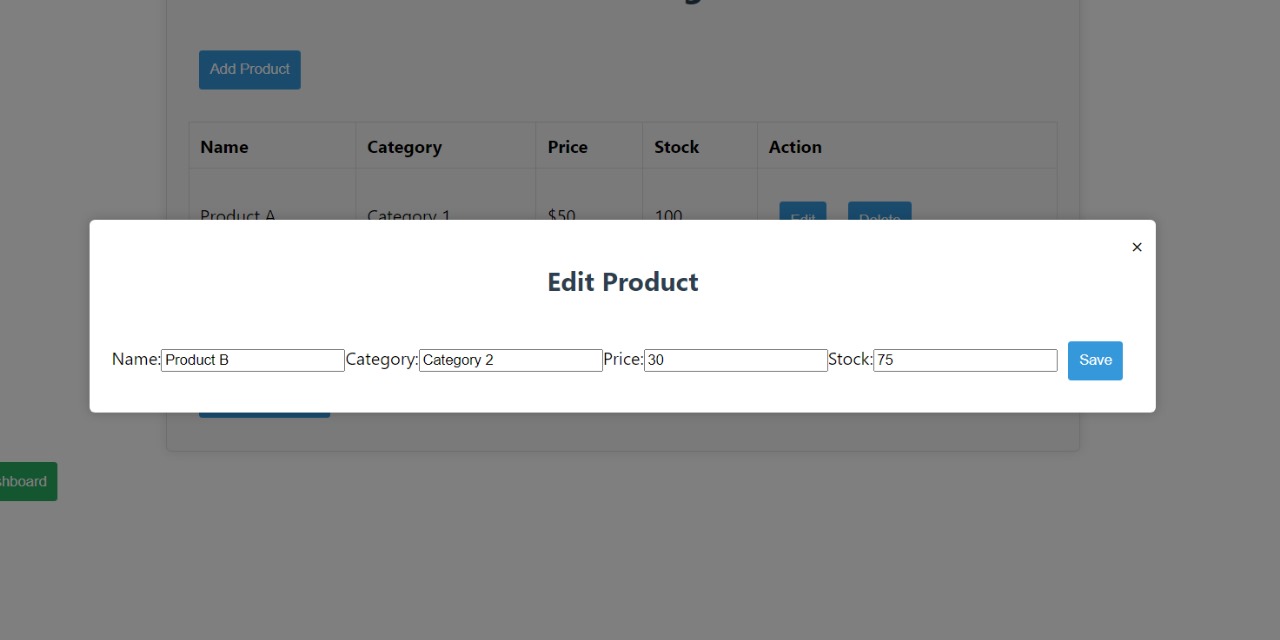 Add Product
Name Category Price Stock Action
Product A Category 1 $50 100 Edit Delete
×
Edit Product
Name: Product B Category: Category 2 Price: 30 Stock: 75 Save